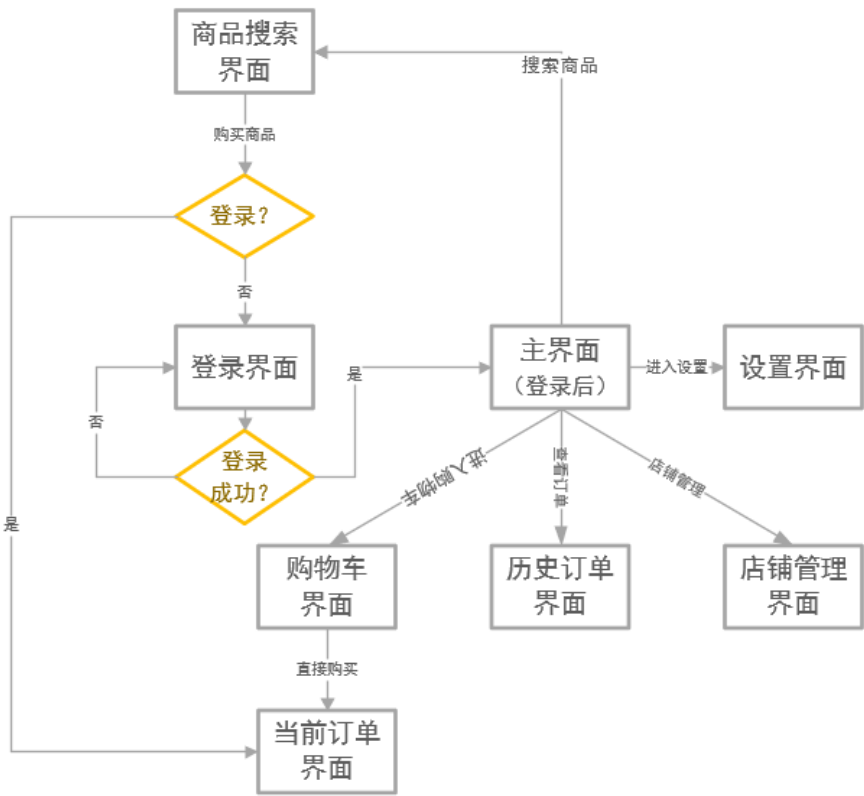 商品搜索
界面
搜索商品
购买商品
登录？
否
登录界面
是
主界面
（登录后）
进入设置
设置界面
否
登录
成功？
进入购物车
查看订单
店铺管理
是
购物车
界面
历史订单
界面
店铺管理
界面
直接购买
当前订单
界面